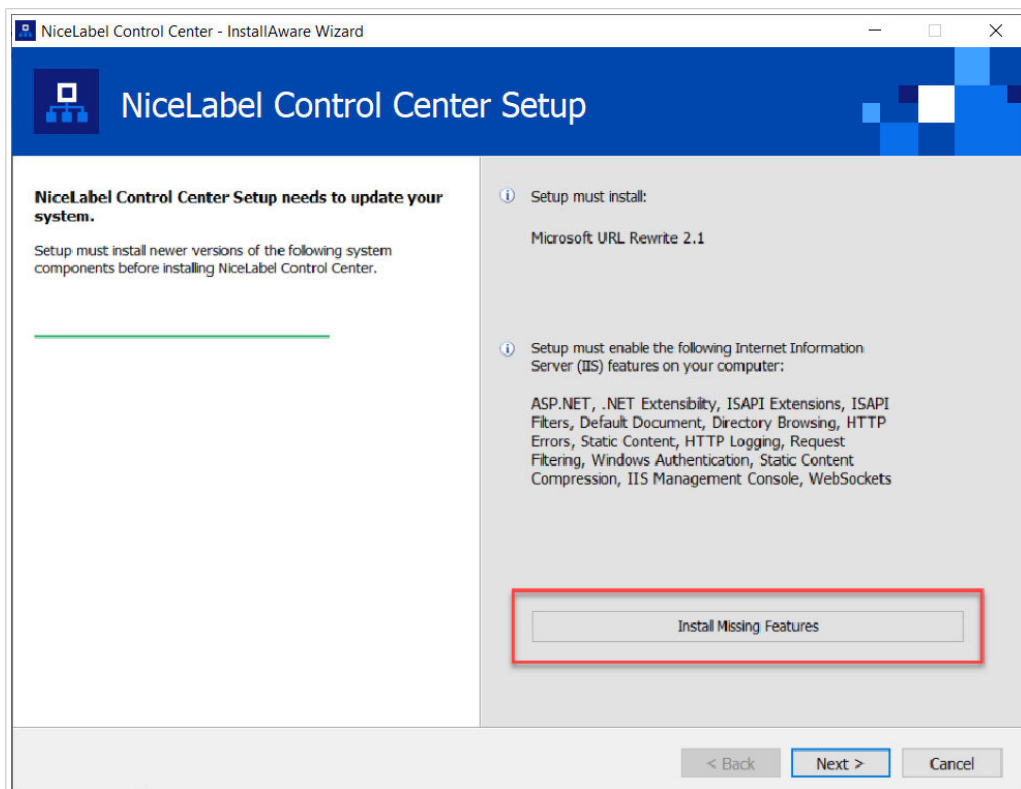 NiceLabel Control Center - InstallAware Wizard
NiceLabel Control Center Setup
NiceLabel Control Center Setup needs to update your
system.
Setup must install newer versions of the following system
components before installing NiceLabel Control Center.
Setup must install:
Microsoft URL Rewrite 2.1
Setup must enable the following Internet Information
Server (IIS) features on your computer:
ASP.NET, .NET Extensibilty, ISAPI Extensions, ISAPI
Filters, Default Document, Directory Browsing, HTTP
Errors, Static Content, HTTP Logging, Request
Filtering, Windows Authentication, Static Content
Compression, IIS Management Console, WebSockets
Install Missing Features
< Back
Next >
Cancel